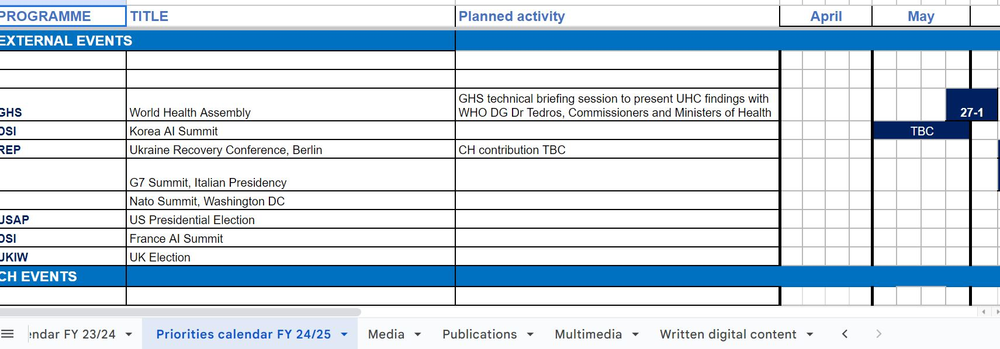 PROGRAMME TITLE Planned activity April May
EXTERNAL EVENTS
GHS technical briefing session to present UHC findings with
GHS World Health Assembly WHO DG Dr Tedros, Commissioners and Ministers of Health 27-1
DSI Korea AI Summit TBC
REP Ukraine Recovery Conference, Berlin CH contribution TBC
G7 Summit, Italian Presidency
Nato Summit, Washington DC
USAP US Presidential Election
DSI France AI Summit
UKIW UK Election
CH EVENTS
endar FY 23/24 Priorities calendar FY 24/25 Media Publications Multimedia Written digital content